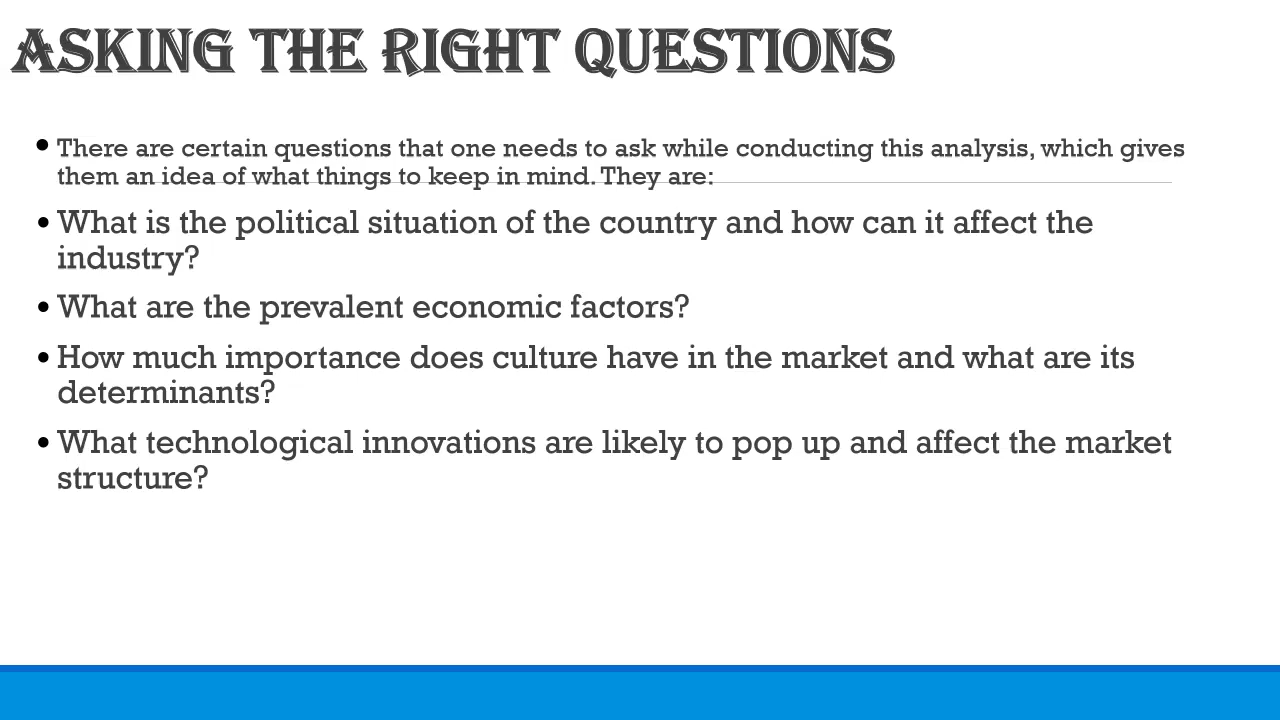 ASKING THE RIGHT QUESTIONS
• There are certain questions that one needs to ask while conducting this analysis, which gives
them an idea of what things to keep in mind. They are:
• What is the political situation of the country and how can it affect the
industry?
• What are the prevalent economic factors?
• How much importance does culture have in the market and what are its
determinants?
• What technological innovations are likely to pop up and affect the market
structure?